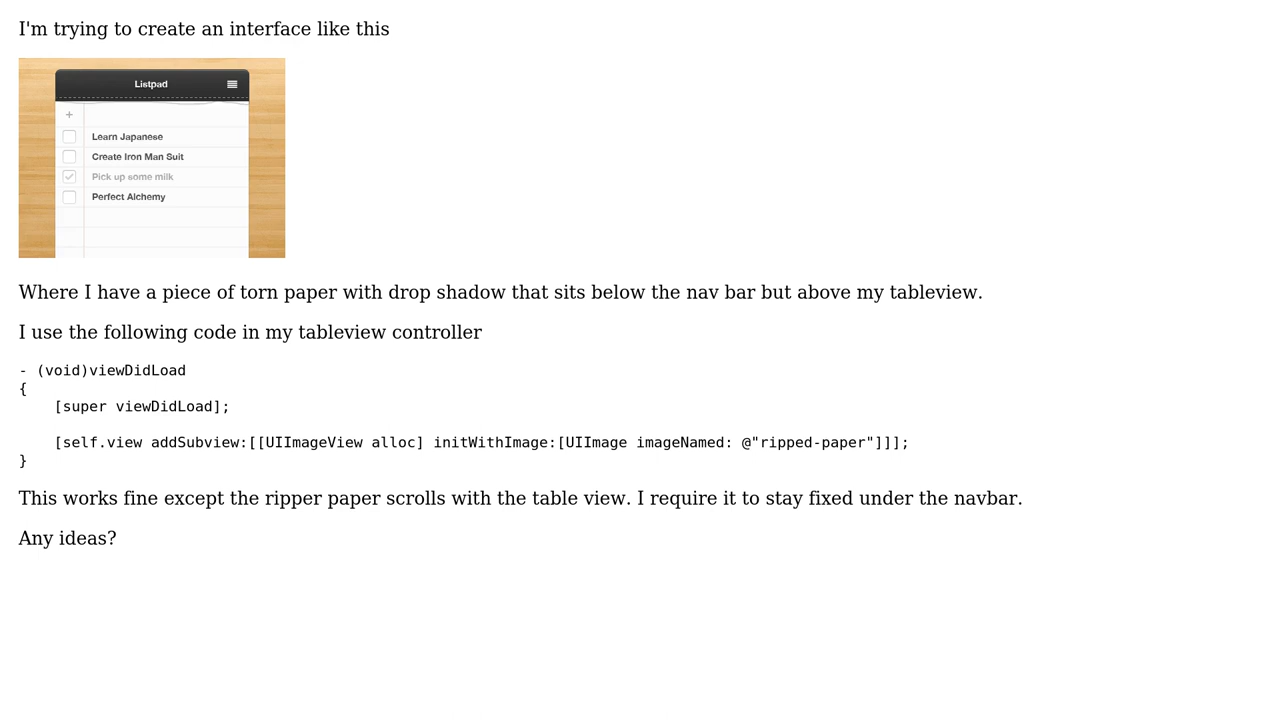 I'm trying to create an interface like this
Listpad
+
Learn Japanese
Create Iron Man Suit
Pick up some milk
Perfect Alchemy
Where I have a piece of torn paper with drop shadow that sits below the nav bar but above my tableview.
I use the following code in my tableview controller
- (void)viewDidLoad
{
    [super viewDidLoad];
    [self.view addSubview:[[UIImageView alloc] initWithImage:[UIImage imageNamed: @"ripped-paper"]]];
}
This works fine except the ripper paper scrolls with the table view. I require it to stay fixed under the navbar.
Any ideas?